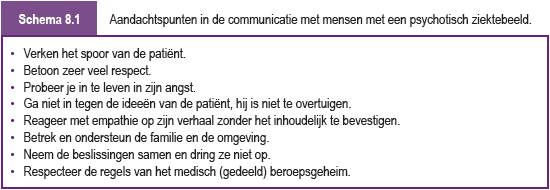 Schema 8.1 Aandachtspunten in de communicatie met mensen met een psychotisch ziektebeeld.
• Verken het spoor van de patiënt.
• Betoon zeer veel respect.
• Probeer je in te leven in zijn angst.
• Ga niet in tegen de ideeën van de patiënt, hij is niet te overtuigen.
• Reageer met empathie op zijn verhaal zonder het inhoudelijk te bevestigen.
• Betrek en ondersteun de familie en de omgeving.
• Neem de beslissingen samen en dring ze niet op.
• Respecteer de regels van het medisch (gedeeld) beroepsgeheim.